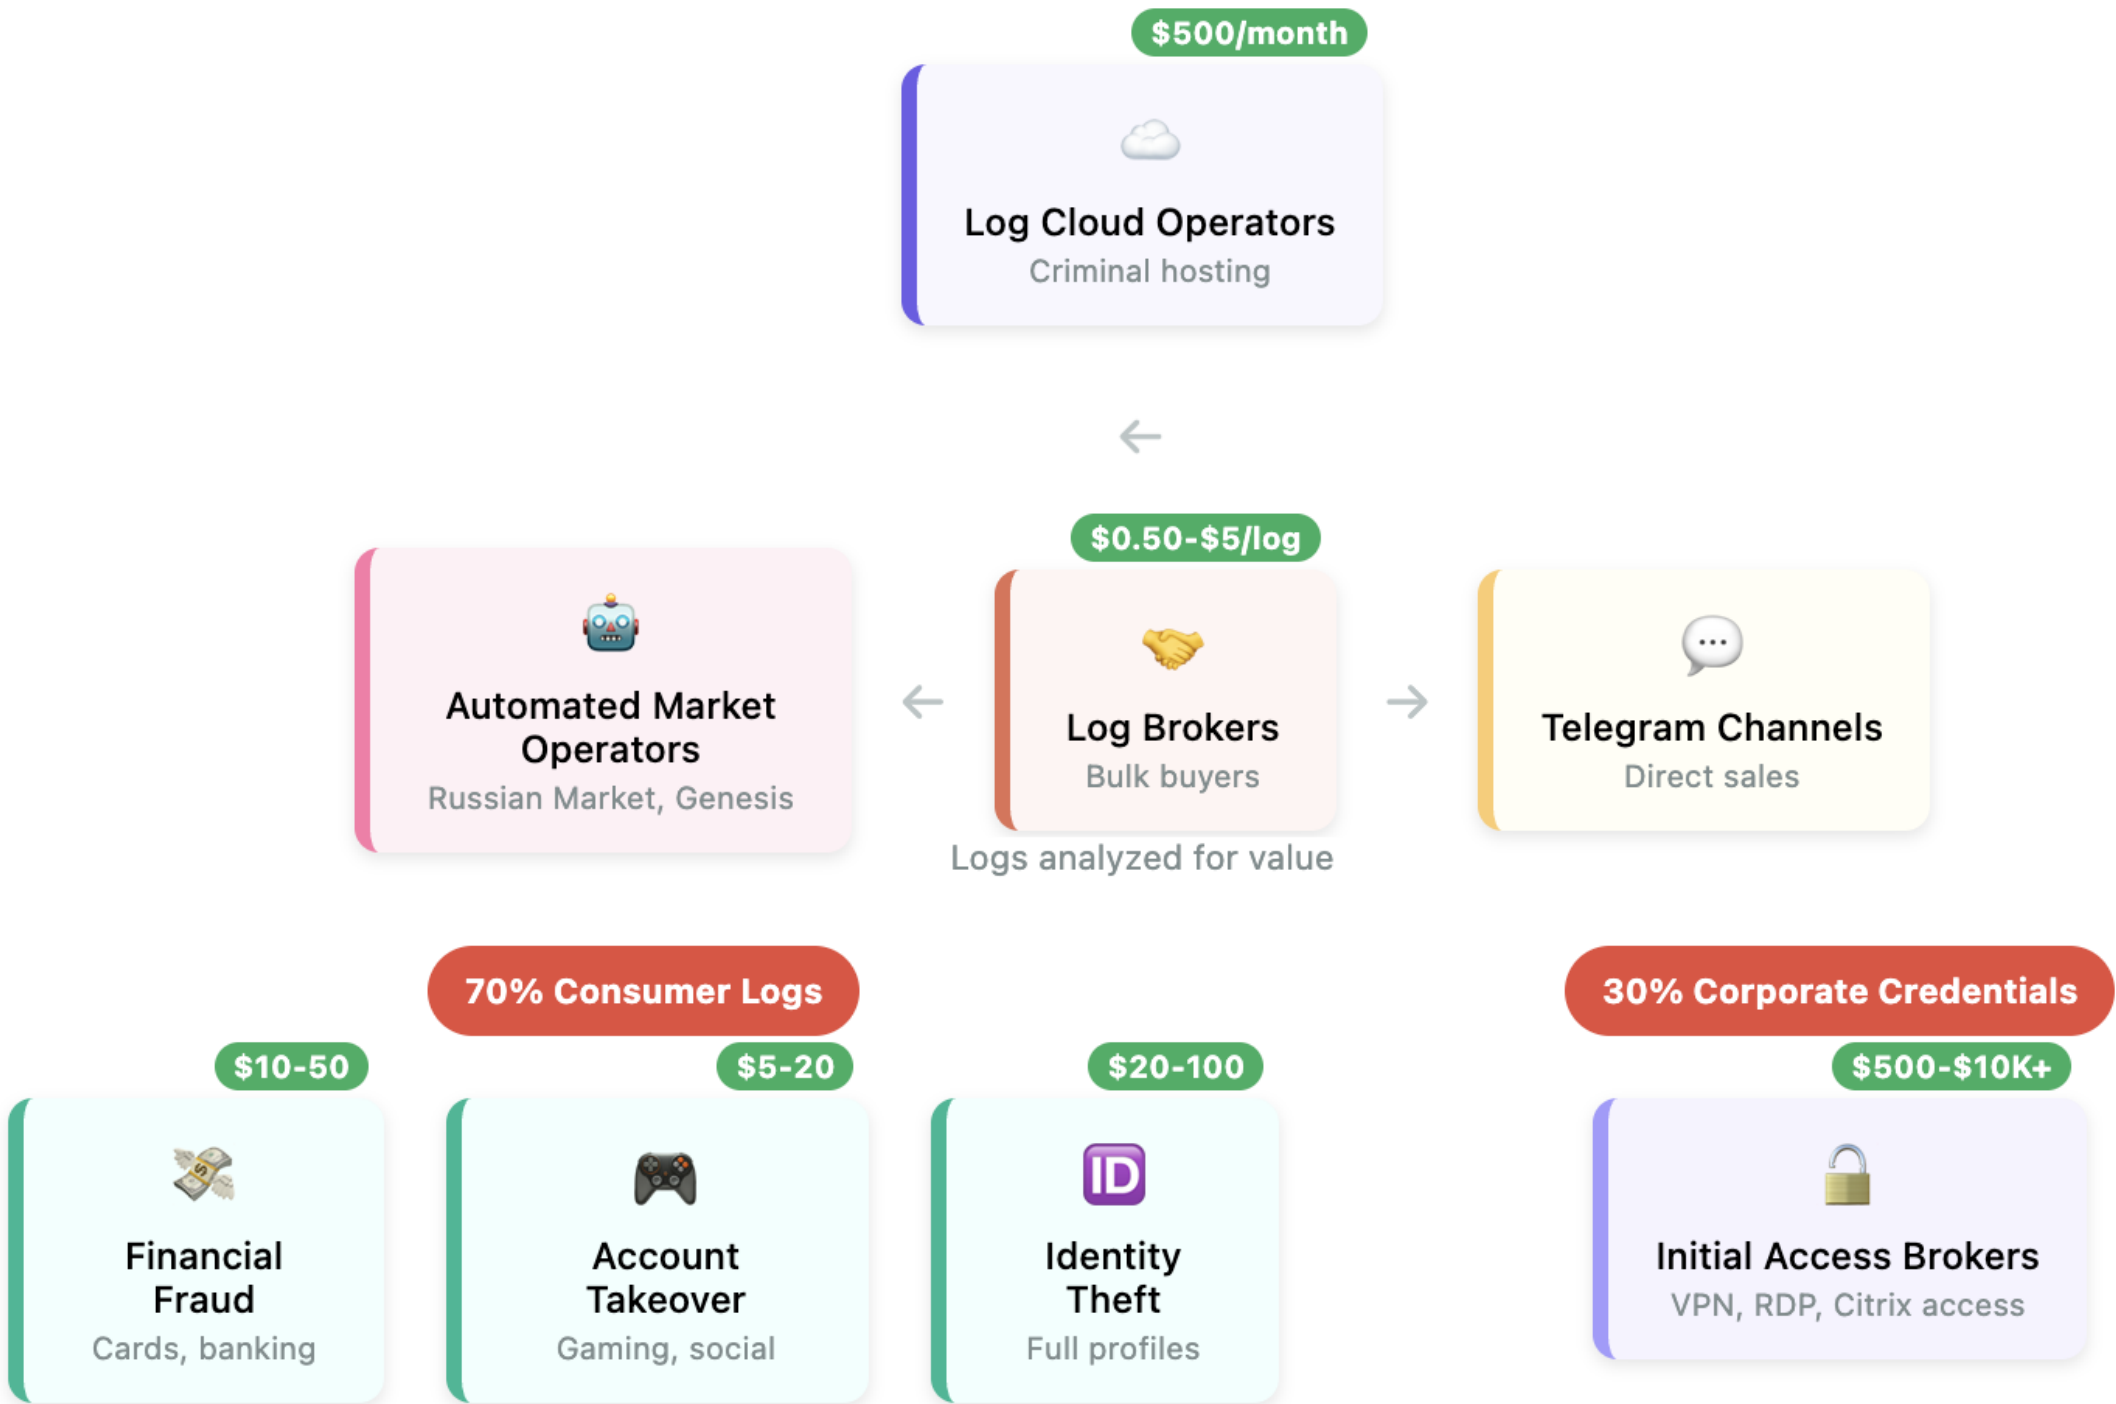 $500/month
Log Cloud Operators
Criminal hosting
$0.50-$5/log
Automated Market
Operators
Russian Market, Genesis
Log Brokers
Bulk buyers
Telegram Channels
Direct sales
Logs analyzed for value
70% Consumer Logs
30% Corporate Credentials
$10-50
Financial
Fraud
Cards, banking
$5-20
Account
Takeover
Gaming, social
$20-100
ID
Identity
Theft
Full profiles
$500-$10K+
Initial Access Brokers
VPN, RDP, Citrix access